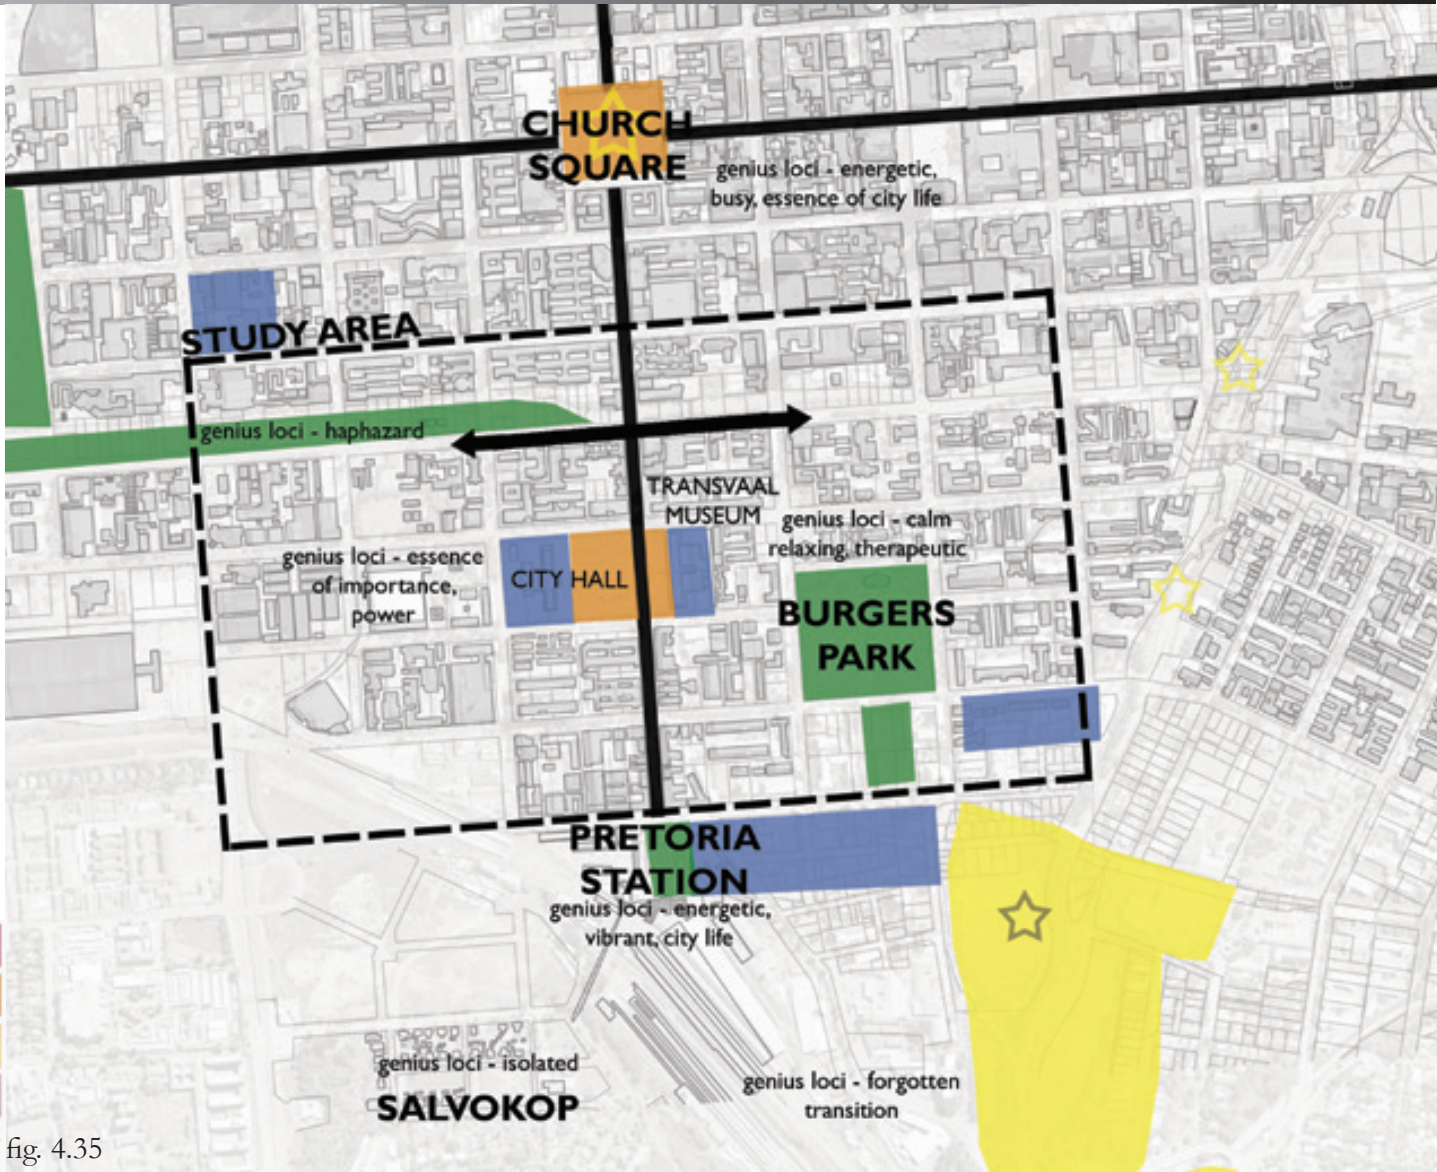 CHURCH
SQUARE
genius loci - energetic,
busy, essence of city life
STUDY AREA
genius loci - haphazard
TRANSVAAL
MUSEUM
genius loci - calm
relaxing, therapeutic
genius loci - essence
of importance,
power
CITY HALL
BURGERS
PARK
PRETORIA
STATION
genius loci - energetic,
vibrant, city life
genius loci - isolated
SALVOKOP
genius loci - forgotten
transition
fig. 4.35